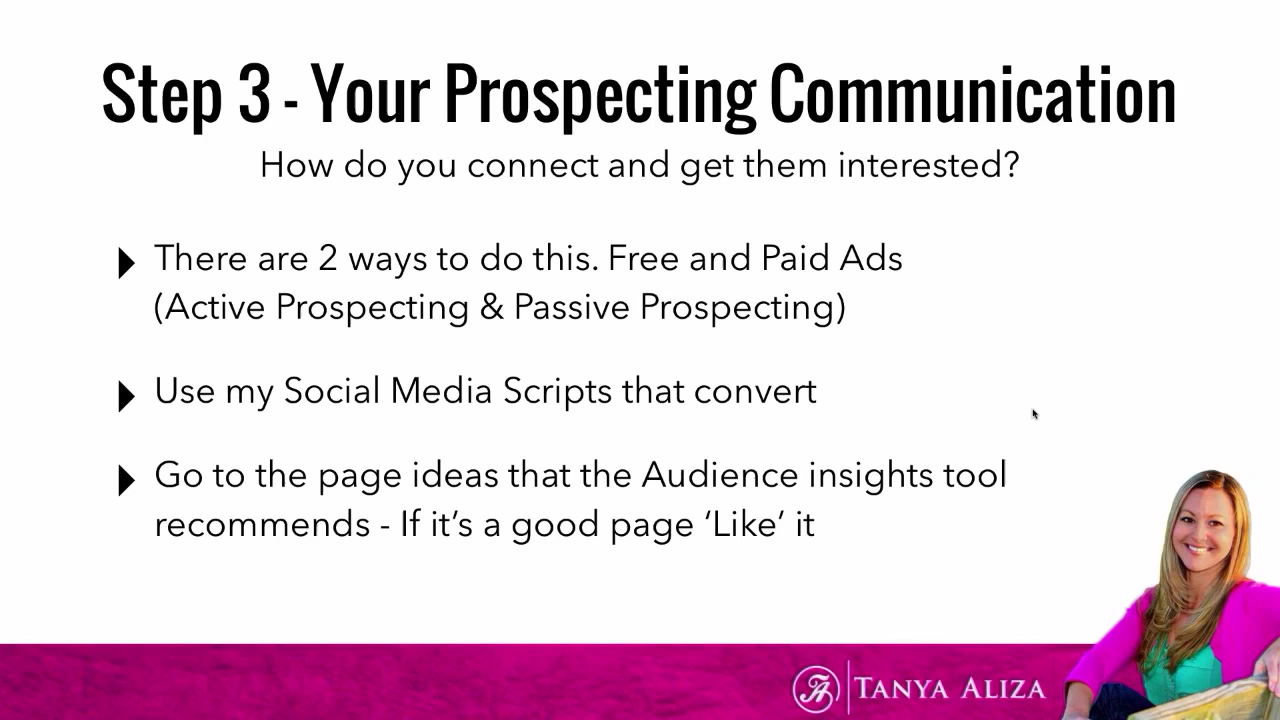 Step 3 - Your Prospecting Communication
How do you connect and get them interested?
There are 2 ways to do this. Free and Paid Ads
(Active Prospecting & Passive Prospecting)
Use my Social Media Scripts that convert
Go to the page ideas that the Audience insights tool
recommends - If it’s a good page ‘Like’ it
TA TANYA ALIZA